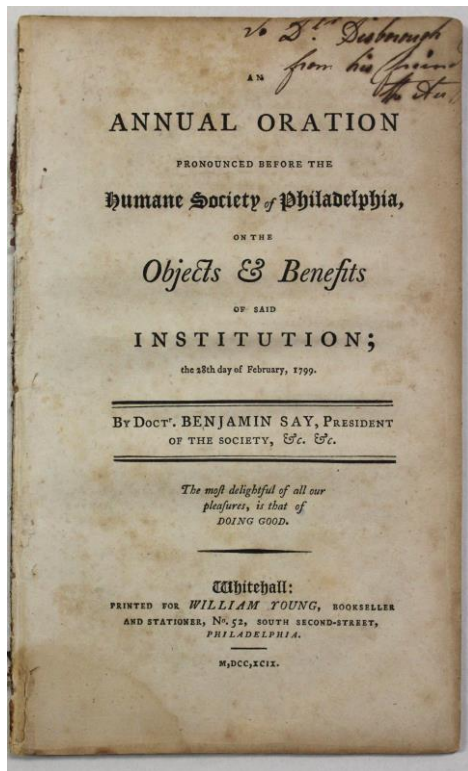 To Dr. Disborough
from his friend
the Au
AN
ANNUAL ORATION
PRONOUNCED BEFORE THE
Humane Society of Philadelphia,
ON THE
Objects & Benefits
OF SAID
INSTITUTION;
the 28th day of February, 1799.
BY DOCTr. BENJAMIN SAY, PRESIDENT
OF THE SOCIETY, &c. &c.
The moſt delightful of all our
pleaſures, is that of
DOING GOOD.
Whitehall:
PRINTED FOR WILLIAM YOUNG, BOOKSELLER
AND STATIONER, No. 52, SOUTH SECOND-STREET,
PHILADELPHIA.
M,DCC,XCIX.